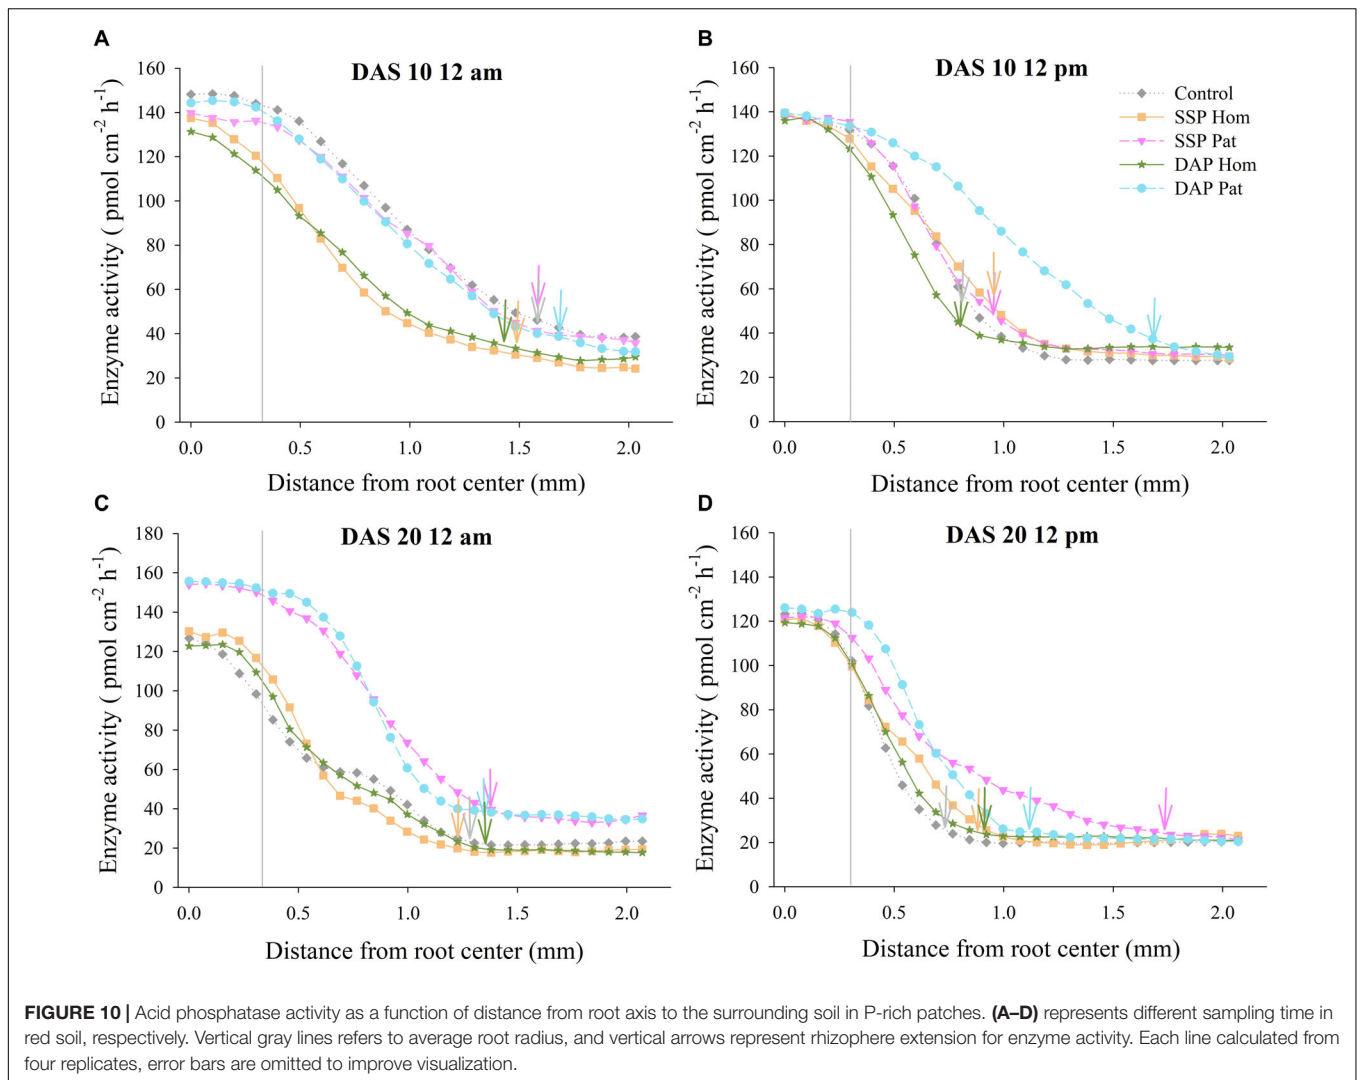 A
DAS 10 12 am
Enzyme activity ( pmol cm-2 h-1)
160
140
120
100
80
60
40
20
0
0.0 0.5 1.0 1.5 2.0
Distance from root center (mm)
B
DAS 10 12 pm
Enzyme activity ( pmol cm-2 h-1)
160
140
120
100
80
60
40
20
0
0.0 0.5 1.0 1.5 2.0
Distance from root center (mm)
Control
SSP Hom
SSP Pat
DAP Hom
DAP Pat
C
DAS 20 12 am
Enzyme activity ( pmol cm-2 h-1)
180
160
140
120
100
80
60
40
20
0
0.0 0.5 1.0 1.5 2.0
Distance from root center (mm)
D
DAS 20 12 pm
Enzyme activity ( pmol cm-2 h-1)
160
140
120
100
80
60
40
20
0
0.0 0.5 1.0 1.5 2.0
Distance from root center (mm)
FIGURE 10 | Acid phosphatase activity as a function of distance from root axis to the surrounding soil in P-rich patches. (A–D) represents different sampling time in
red soil, respectively. Vertical gray lines refers to average root radius, and vertical arrows represent rhizophere extension for enzyme activity. Each line calculated from
four replicates, error bars are omitted to improve visualization.